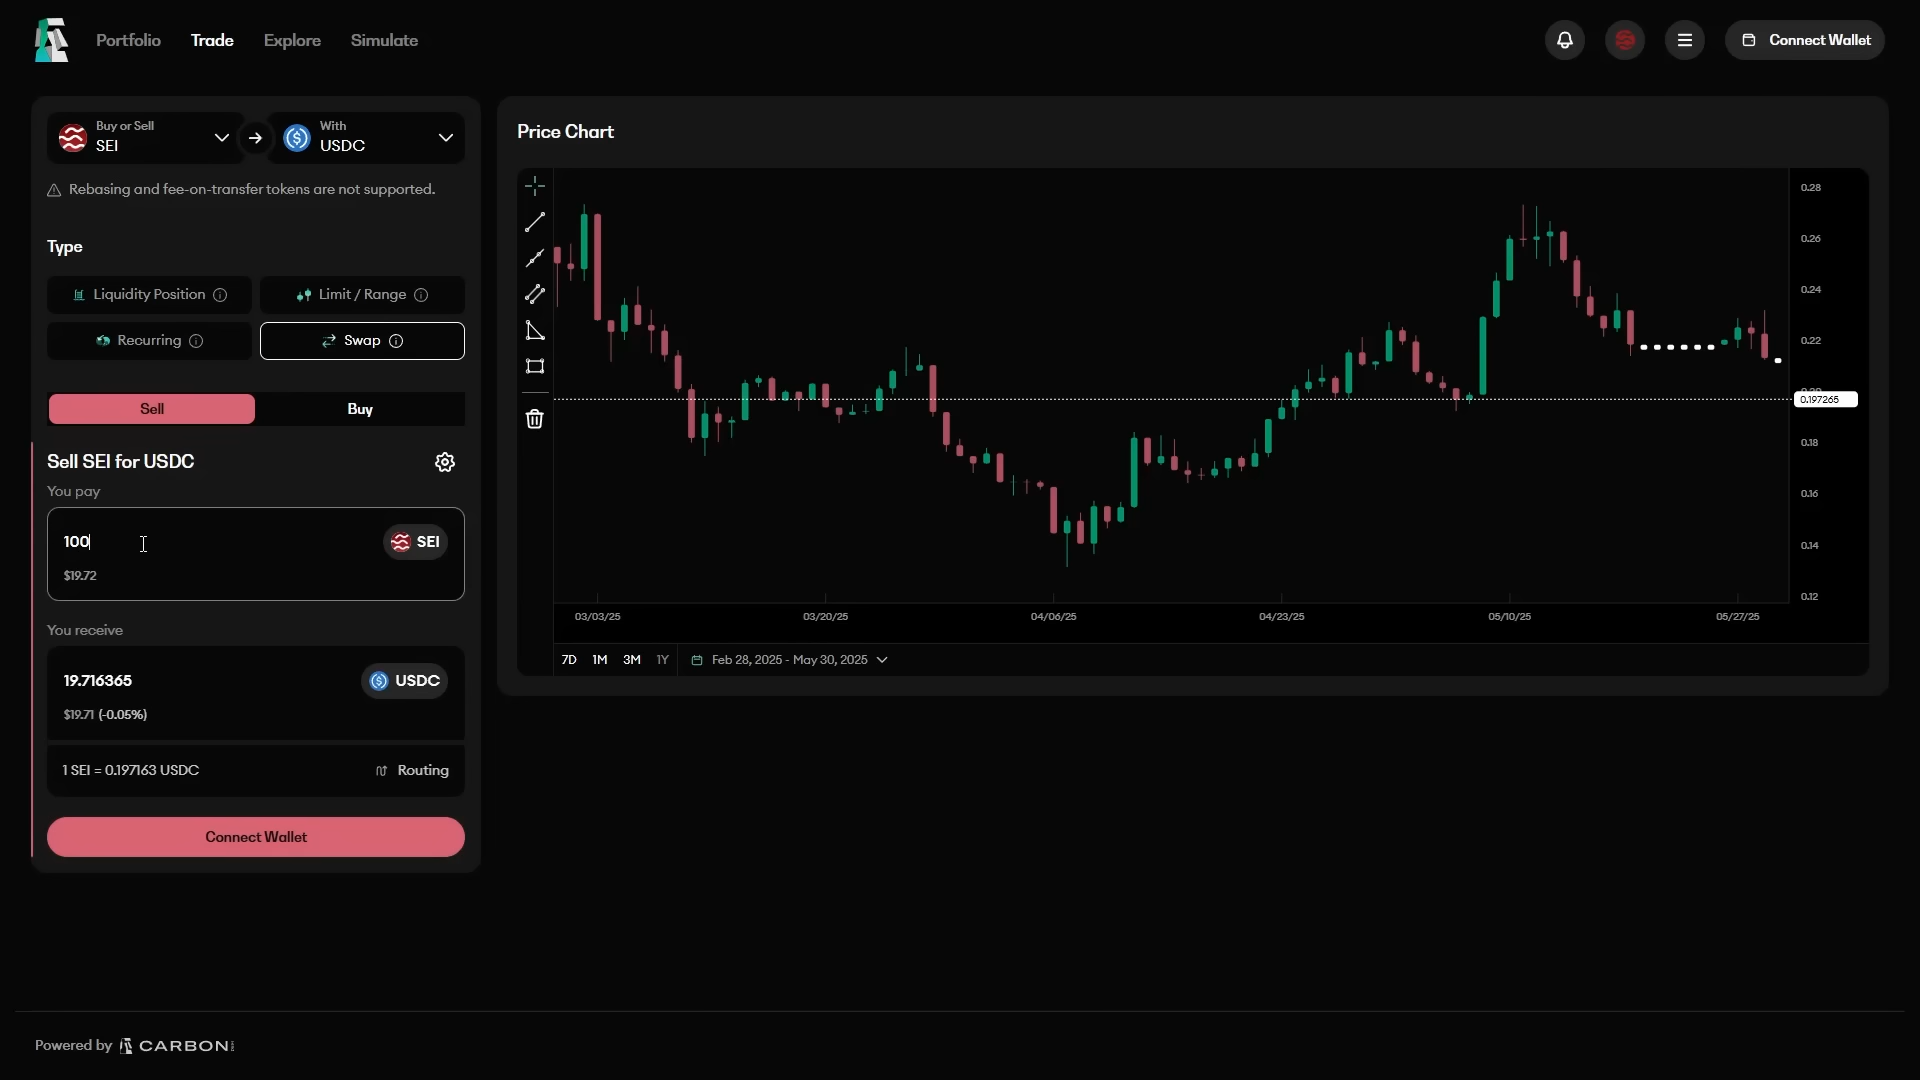 Portfolio
Trade
Explore
Simulate
Connect Wallet
Buy or Sell
SEI
With
USDC
Rebasing and fee-on-transfer tokens are not supported.
Type
Liquidity Position
Limit / Range
Recurring
Swap
Sell
Buy
Sell SEI for USDC
You pay
100
SEI
$19.72
You receive
19.716365
USDC
$19.71 (-0.05%)
1 SEI = 0.197163 USDC
Routing
Connect Wallet
Price Chart
0.28
0.26
0.24
0.22
0.20
0.197265
0.18
0.16
0.14
0.12
03/03/25
03/20/25
04/06/25
04/23/25
05/10/25
05/27/25
7D
1M
3M
1Y
Feb 28, 2025 - May 30, 2025
Powered by
CARBON